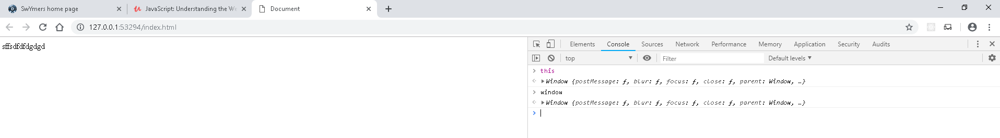 SwYmers home page
JavaScript: Understanding the We
Document
127.0.0.1:53294/index.html
sffsdfdfdgdgd
Elements Console Sources Network Performance Memory Application Security Audits
top Filter Default levels
this
Window {postMessage: ƒ, blur: ƒ, focus: ƒ, close: ƒ, parent: Window, …}
window
Window {postMessage: ƒ, blur: ƒ, focus: ƒ, close: ƒ, parent: Window, …}